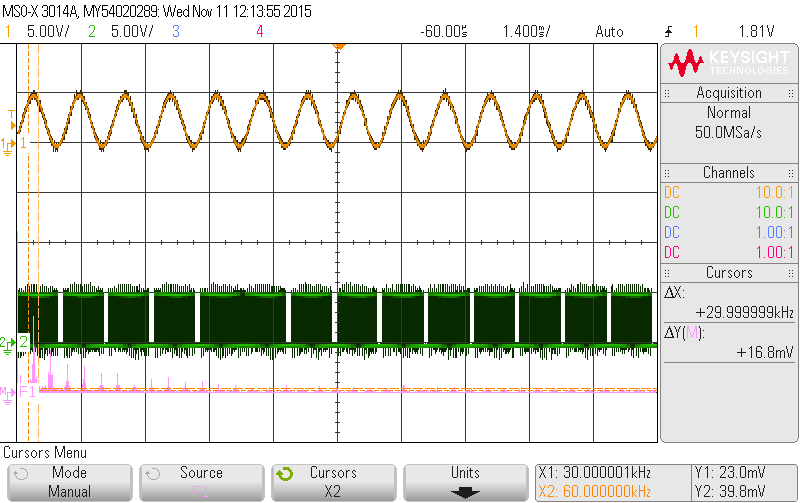 MSO-X 3014A, MY54020289: Wed Nov 11 12:13:55 2015
1 5.00V/ 2 5.00V/ 3 4 -60.00s 1.400s/ Auto 1 1.81V
KEYSIGHT
TECHNOLOGIES
Acquisition
Normal
50.0MSa/s
Channels
DC 10.0:1
DC 10.0:1
DC 1.00:1
DC 1.00:1
Cursors
ΔX:
+29.999999kHz
ΔY(M):
+16.8mV
T
1 1
2 2
M F1
Cursors Menu
Mode
Manual
Source
Cursors
X2
Units
X1: 30.000001kHz
X2: 60.000000kHz
Y1: 23.0mV
Y2: 39.8mV